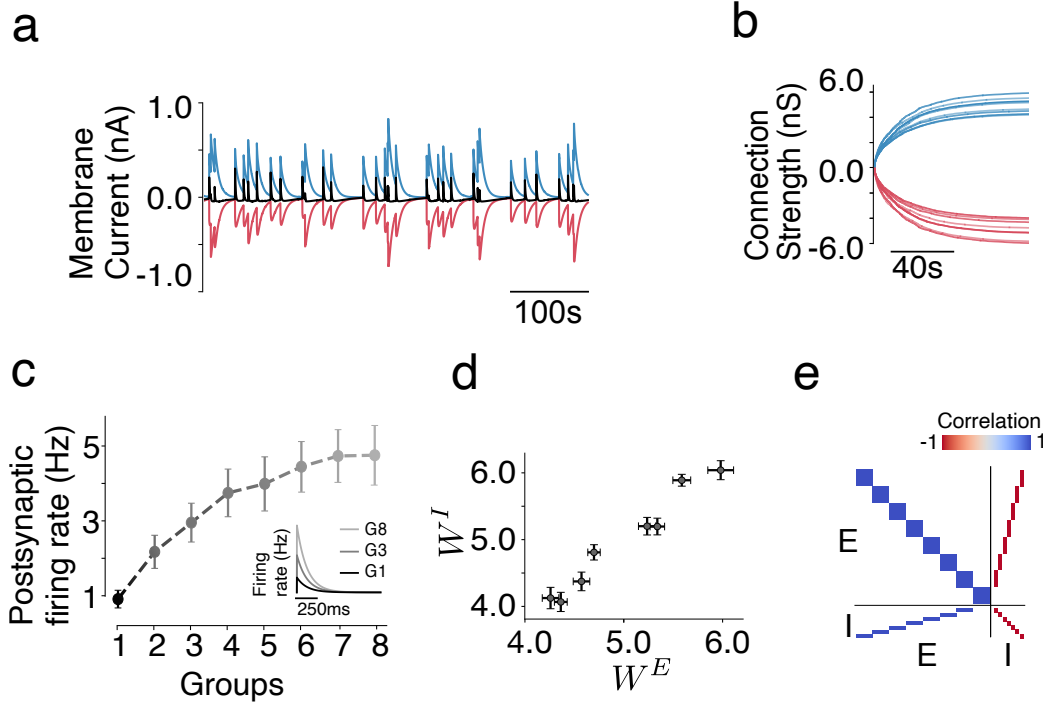 a
Membrane
Current (nA)
1.0
0.0
-1.0
100s
b
Connection
Strength (nS)
6.0
0.0
-6.0
40s
c
Postsynaptic
firing rate (Hz)
5
3
1
1 2 3 4 5 6 7 8
Groups
Firing
rate (Hz)
G8
G3
G1
250ms
d
W^I
6.0
5.0
4.0
4.0 5.0 6.0
W^E
e
Correlation
-1 1
E
I
E I